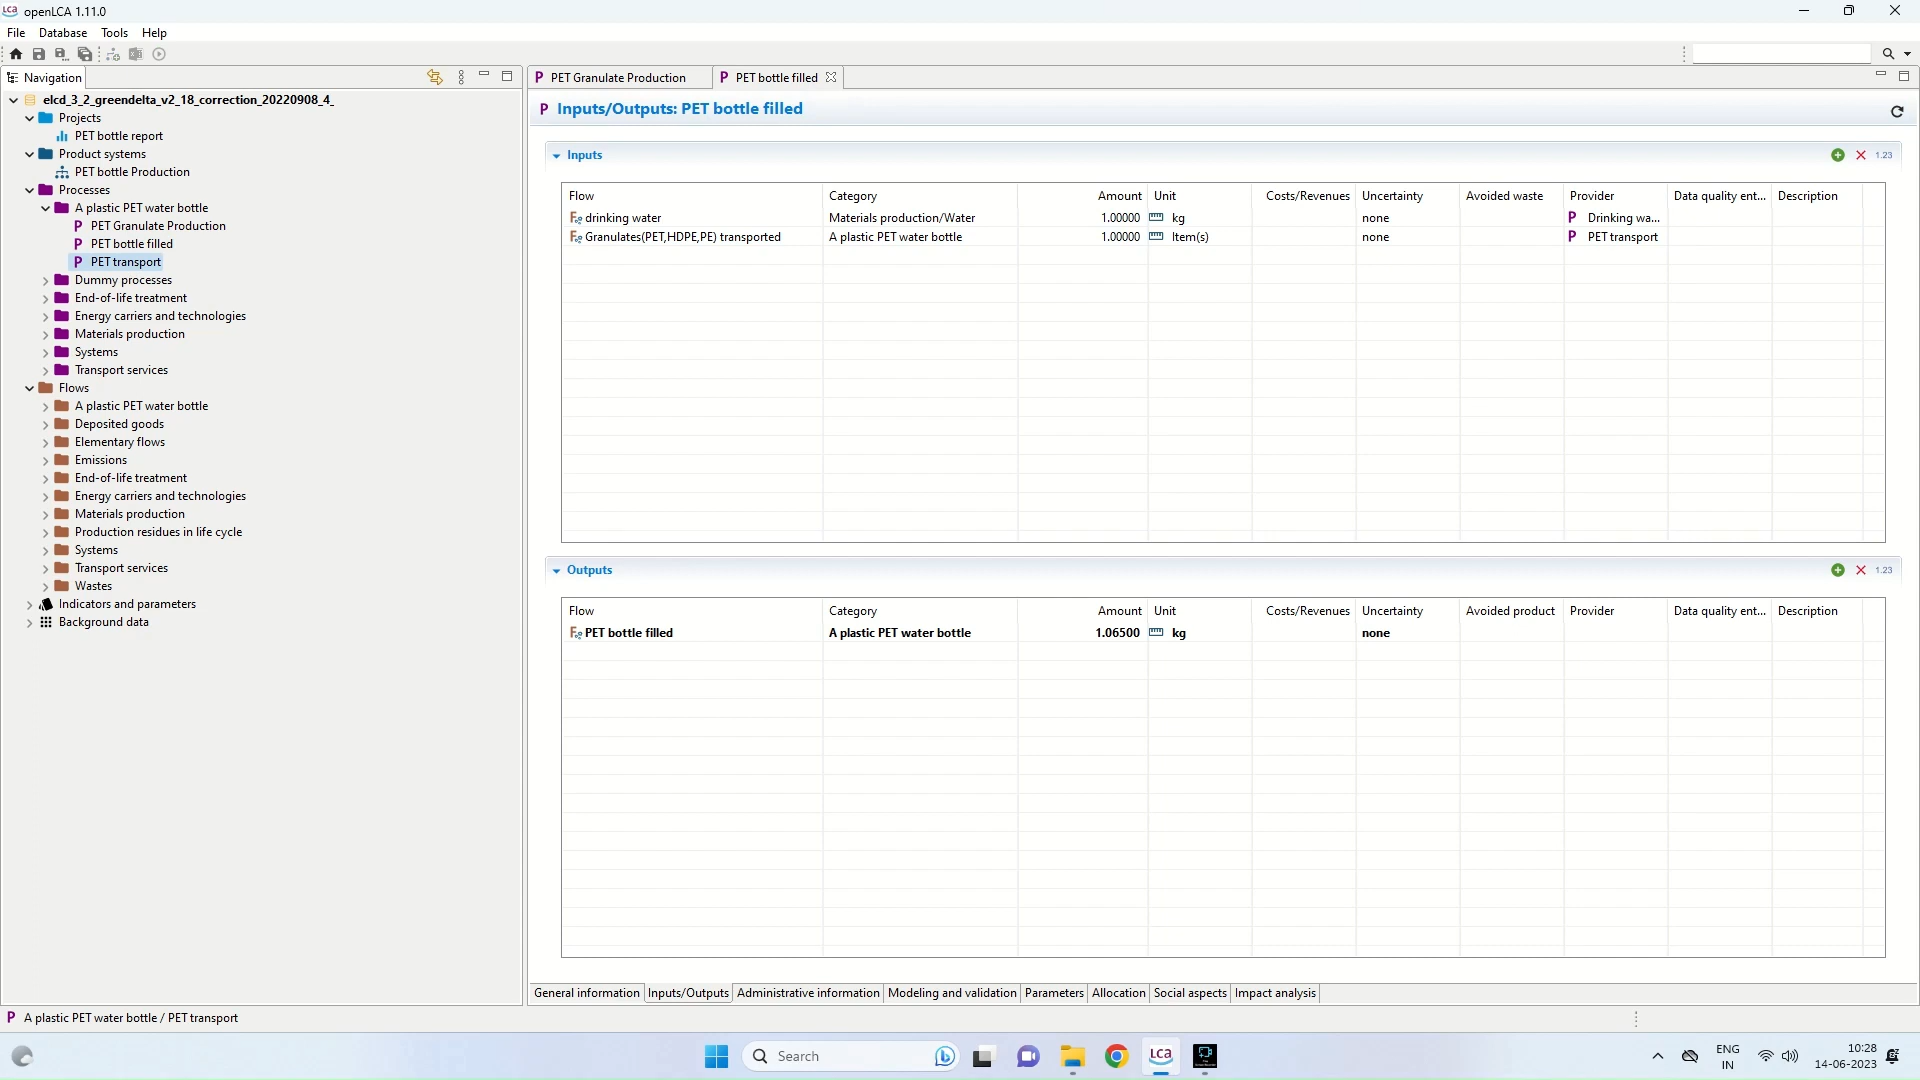 LCA openLCA 1.11.0
File Database Tools Help
Navigation
PET Granulate Production
PET bottle filled
elcd_3_2_greendelta_v2_18_correction_20220908_4_
Projects
PET bottle report
Product systems
PET bottle Production
Processes
A plastic PET water bottle
P PET Granulate Production
P PET bottle filled
P PET transport
Dummy processes
End-of-life treatment
Energy carriers and technologies
Materials production
Systems
Transport services
Flows
A plastic PET water bottle
Deposited goods
Elementary flows
Emissions
End-of-life treatment
Energy carriers and technologies
Materials production
Production residues in life cycle
Systems
Transport services
Wastes
Indicators and parameters
Background data
P Inputs/Outputs: PET bottle filled
Inputs 1.23
Flow Category Amount Unit Costs/Revenues Uncertainty Avoided waste Provider Data quality ent... Description
drinking water Materials production/Water 1.00000 kg none P Drinking wa...
Granulates(PET,HDPE,PE) transported A plastic PET water bottle 1.00000 Item(s) none P PET transport
Outputs 1.23
Flow Category Amount Unit Costs/Revenues Uncertainty Avoided product Provider Data quality ent... Description
PET bottle filled A plastic PET water bottle 1.06500 kg none
General information Inputs/Outputs Administrative information Modeling and validation Parameters Allocation Social aspects Impact analysis
P A plastic PET water bottle / PET transport
Search
LCA
ENG
IN
10:28
14-06-2023